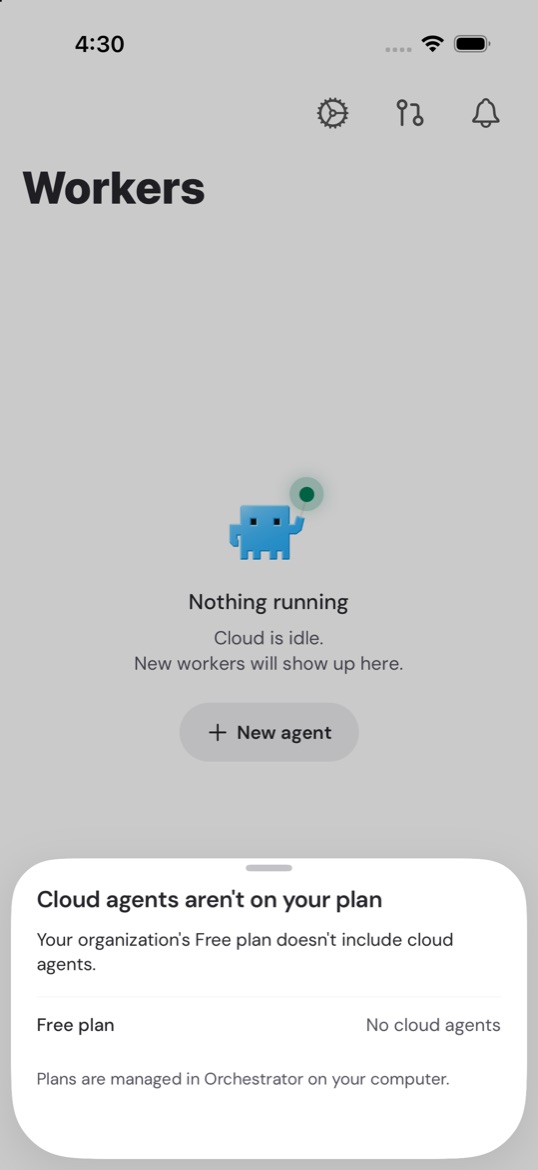 4:30
Workers
Nothing running
Cloud is idle.
New workers will show up here.
New agent
Cloud agents aren't on your plan
Your organization's Free plan doesn't include cloud
agents.
Free plan
No cloud agents
Plans are managed in Orchestrator on your computer.